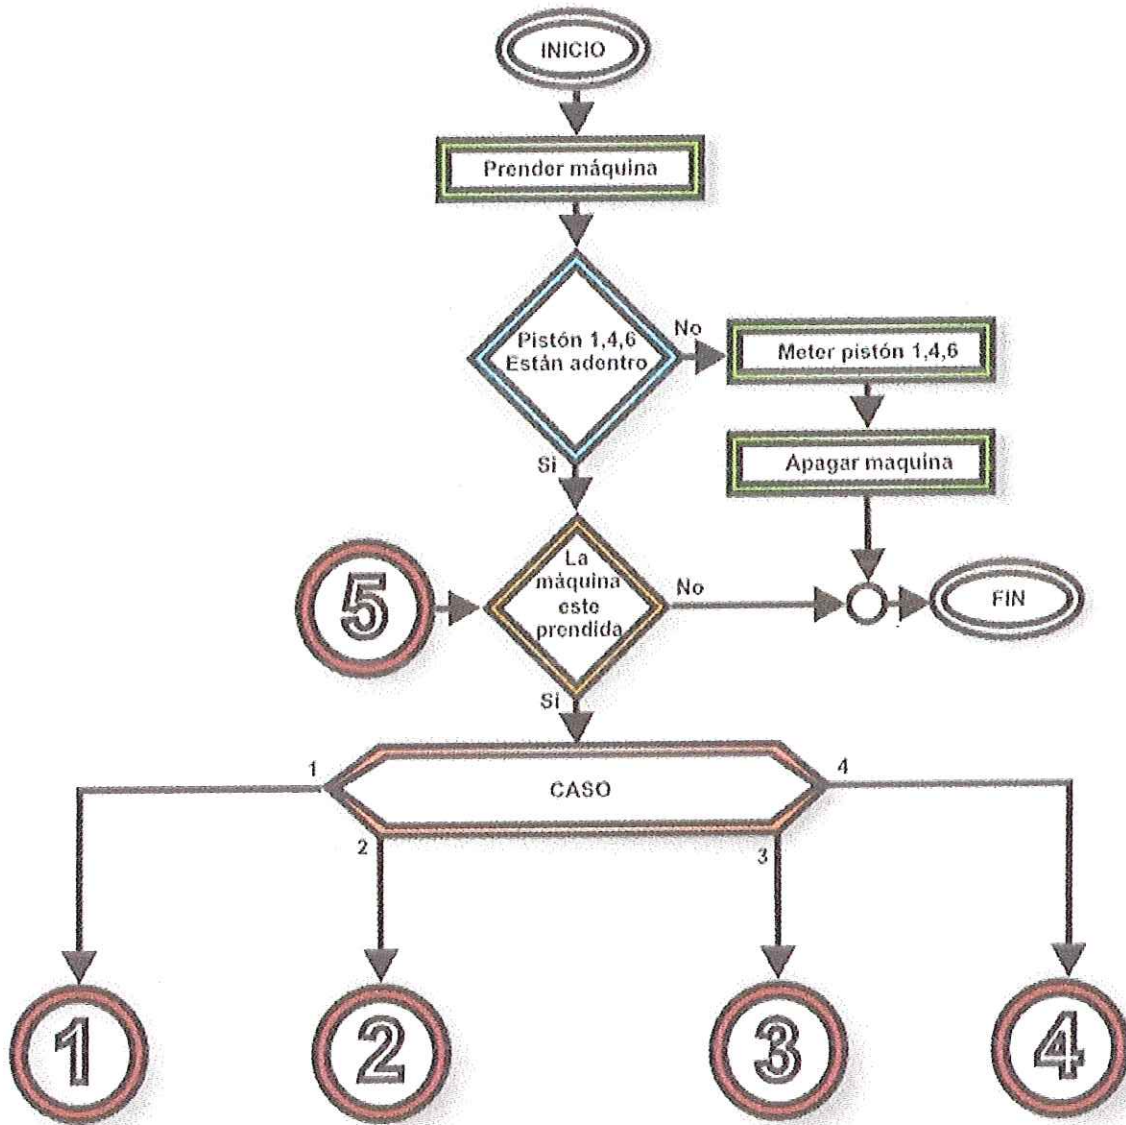 INICIO
Prender máquina
Pistón 1,4,6
Están adentro
No
Meter pistón 1,4,6
Apagar maquina
Si
5
La
máquina
este
prendida
No
FIN
Si
1
CASO
4
2
3
1
2
3
4